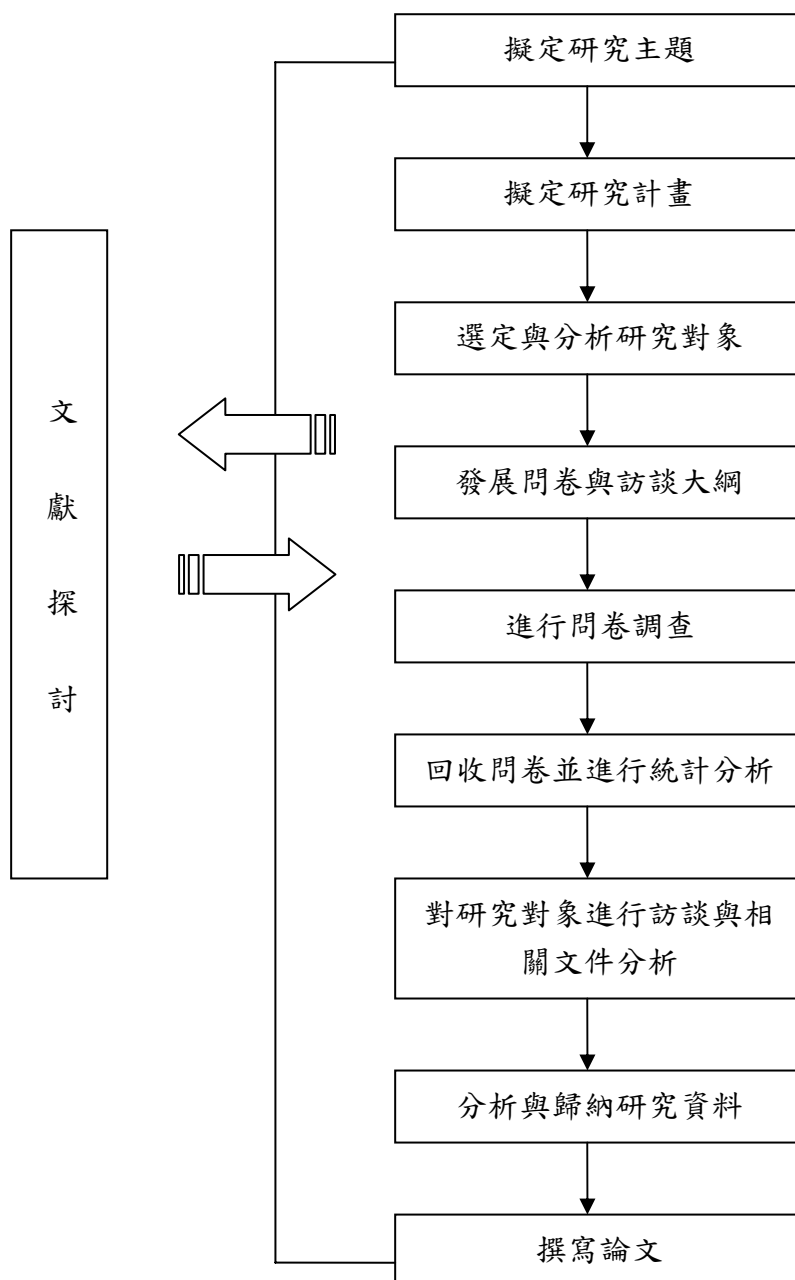 擬定研究主題
擬定研究計畫
選定與分析研究對象
文獻探討
發展問卷與訪談大綱
進行問卷調查
回收問卷並進行統計分析
對研究對象進行訪談與相
關文件分析
分析與歸納研究資料
撰寫論文